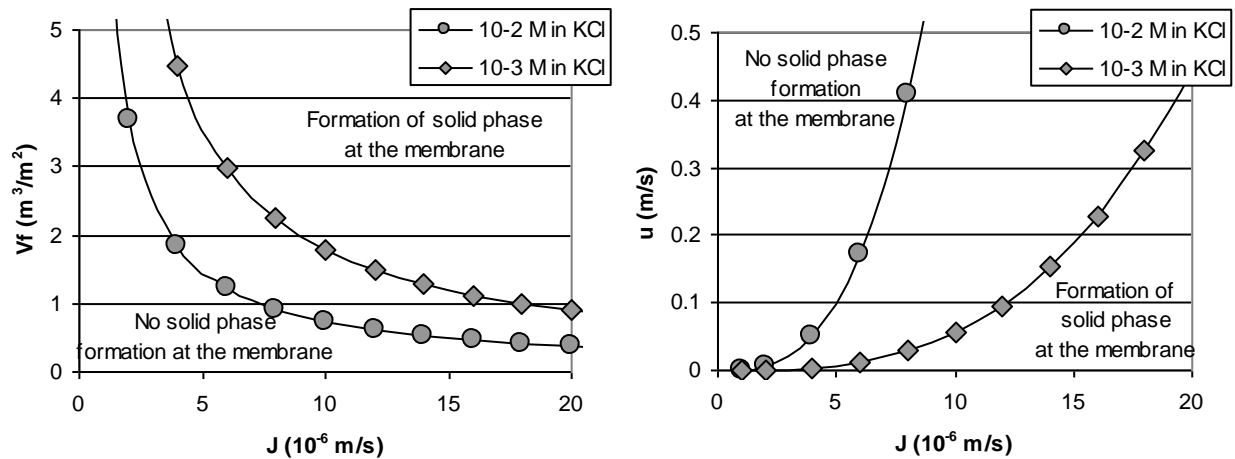 5
4
3
2
1
0
Vf (m³/m²)
5
10
15
20
J (10⁻⁶ m/s)
10-2 M in KCl
10-3 M in KCl
Formation of solid phase
at the membrane
No solid phase
formation at the membrane
0.5
0.4
0.3
0.2
0.1
0
u (m/s)
0
5
10
15
20
J (10⁻⁶ m/s)
10-2 M in KCl
10-3 M in KCl
No solid phase
formation
at the membrane
Formation of
solid phase
at the membrane